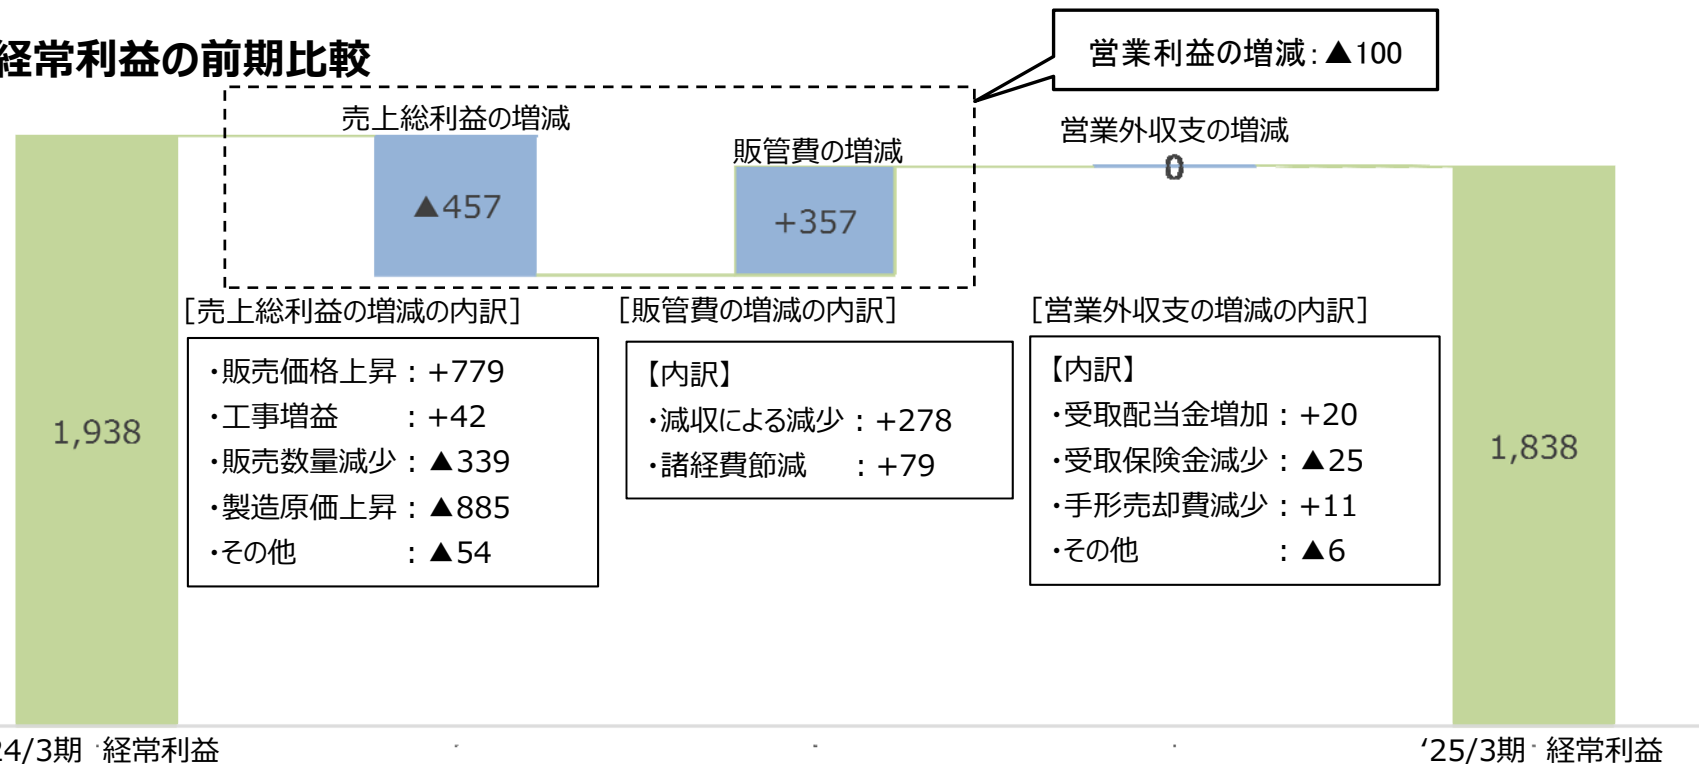 経常利益の前期比較
営業利益の増減:▲100
売上総利益の増減
販管費の増減
営業外収支の増減
▲457
+357
0
[売上総利益の増減の内訳]
・販売価格上昇:+779
・工事増益 :+42
・販売数量減少:▲339
・製造原価上昇:▲885
・その他 :▲54
[販管費の増減の内訳]
【内訳】
・減収による減少:+278
・諸経費節減 :+79
[営業外収支の増減の内訳]
【内訳】
・受取配当金増加:+20
・受取保険金減少:▲25
・手形売却費減少:+11
・その他 :▲6
1,938
1,838
24/3期 経常利益
‘25/3期 経常利益